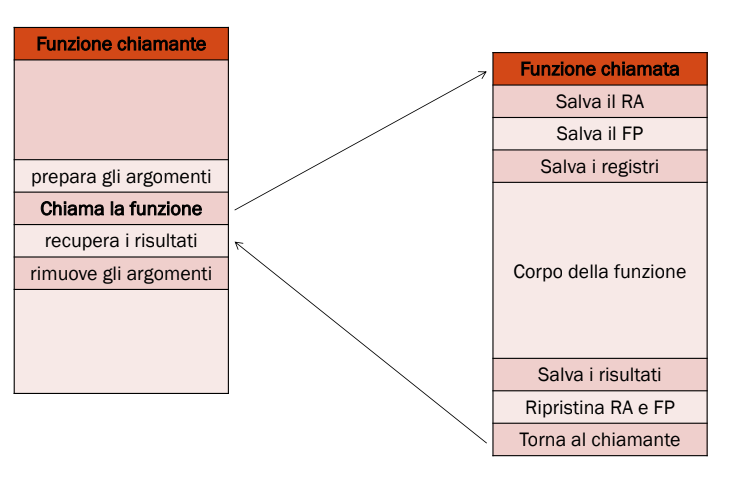 Funzione chiamante
prepara gli argomenti
Chiama la funzione
recupera i risultati
rimuove gli argomenti
Funzione chiamata
Salva il RA
Salva il FP
Salva i registri
Corpo della funzione
Salva i risultati
Ripristina RA e FP
Torna al chiamante